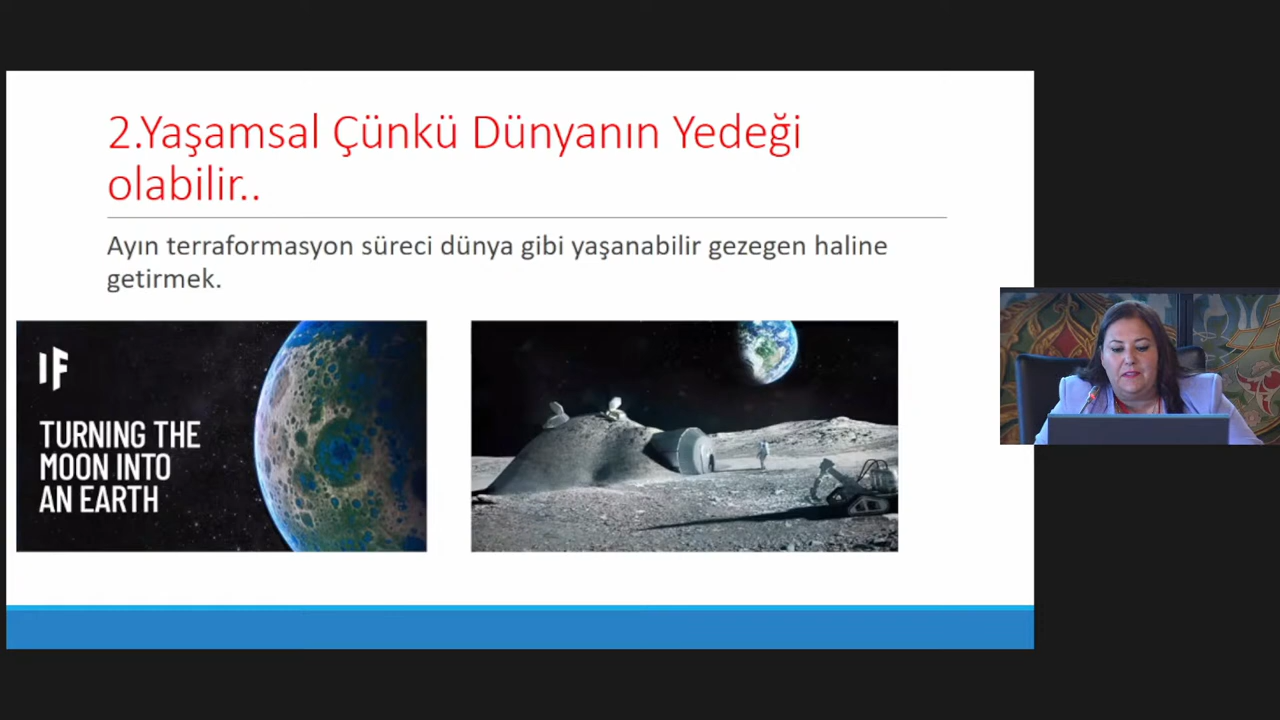 2.Yaşamsal Çünkü Dünyanın Yedeği
olabilir..
Ayın terraformasyon süreci dünya gibi yaşanabilir gezegen haline
getirmek.
IF
TURNING THE
MOON INTO
AN EARTH